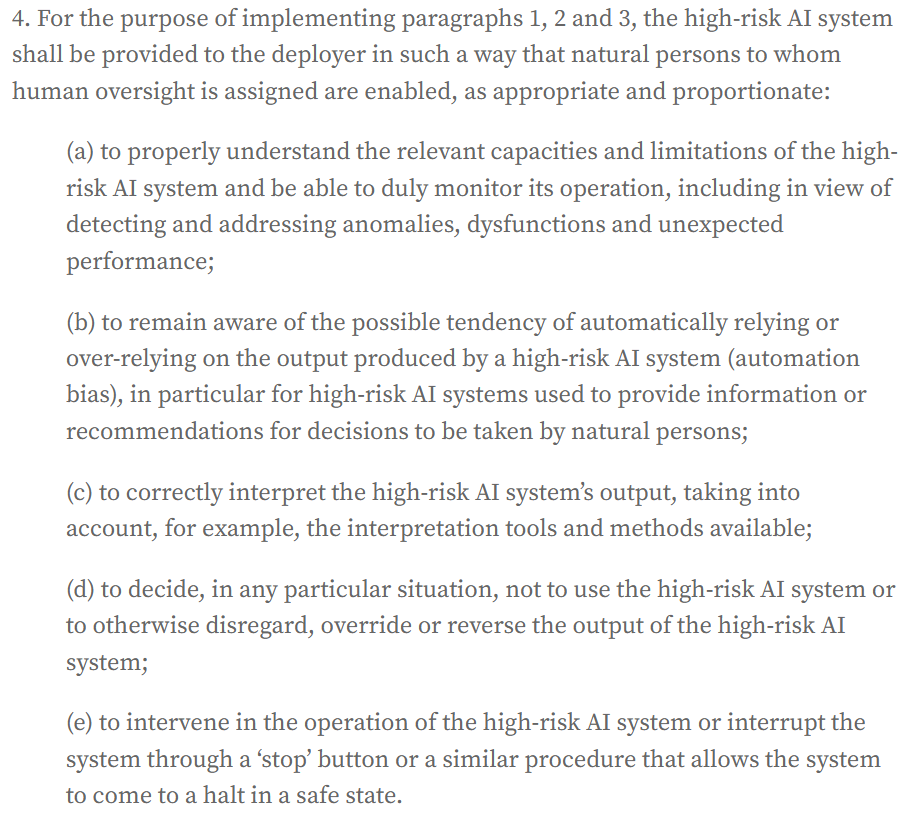 4. For the purpose of implementing paragraphs 1, 2 and 3, the high-risk AI system
shall be provided to the deployer in such a way that natural persons to whom
human oversight is assigned are enabled, as appropriate and proportionate:
(a) to properly understand the relevant capacities and limitations of the high-
risk AI system and be able to duly monitor its operation, including in view of
detecting and addressing anomalies, dysfunctions and unexpected
performance;
(b) to remain aware of the possible tendency of automatically relying or
over-relying on the output produced by a high-risk AI system (automation
bias), in particular for high-risk AI systems used to provide information or
recommendations for decisions to be taken by natural persons;
(c) to correctly interpret the high-risk AI system’s output, taking into
account, for example, the interpretation tools and methods available;
(d) to decide, in any particular situation, not to use the high-risk AI system or
to otherwise disregard, override or reverse the output of the high-risk AI
system;
(e) to intervene in the operation of the high-risk AI system or interrupt the
system through a ‘stop’ button or a similar procedure that allows the system
to come to a halt in a safe state.